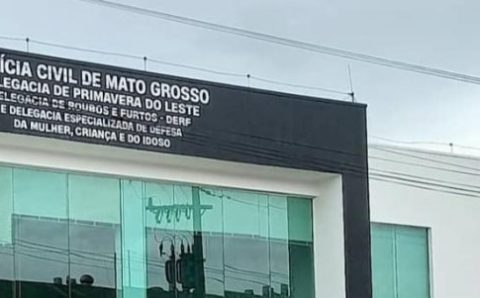 ÍCIA CIVIL DE MATO GROSSO
LEGACIA DE PRIMAVERA DO LESTE
ELEGACIA DE ROUBOS E FURTOS - DERF
E DELEGACIA ESPECIALIZADA DE DEFESA
DA MULHER, CRIANÇA E DO IDOSO